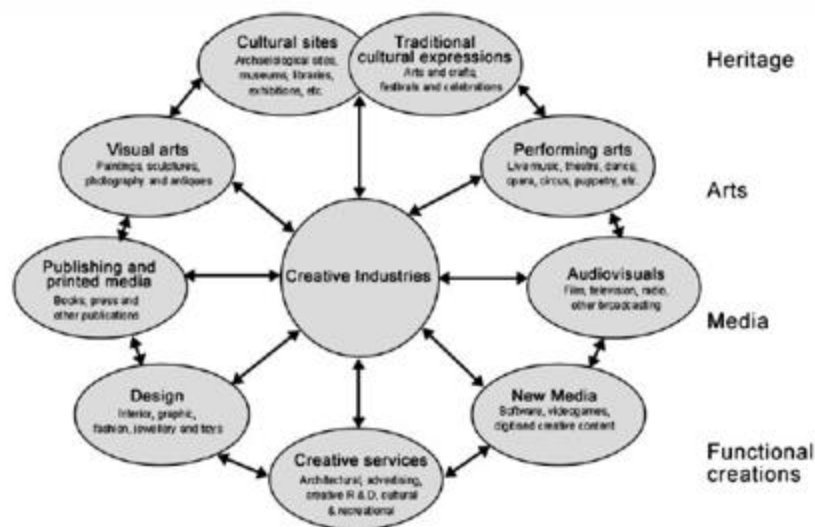 Cultural sites
Archaeological sites,
museums, libraries,
exhibitions, etc.
Traditional
cultural expressions
Arts and crafts,
festivals and celebrations
Heritage
Visual arts
Paintings, sculptures,
photography and antiques
Performing arts
Live music, theatre, dance,
opera, circus, puppetry, etc.
Arts
Publishing and
printed media
Books, press and
other publications
Creative Industries
Audiovisuals
Film, television, radio,
other broadcasting
Media
Design
Interior, graphic,
fashion, jewellery and toys
New Media
Software, videogames,
digitised creative content
Creative services
Architectural, advertising,
creative R & D, cultural
& recreational
Functional
creations